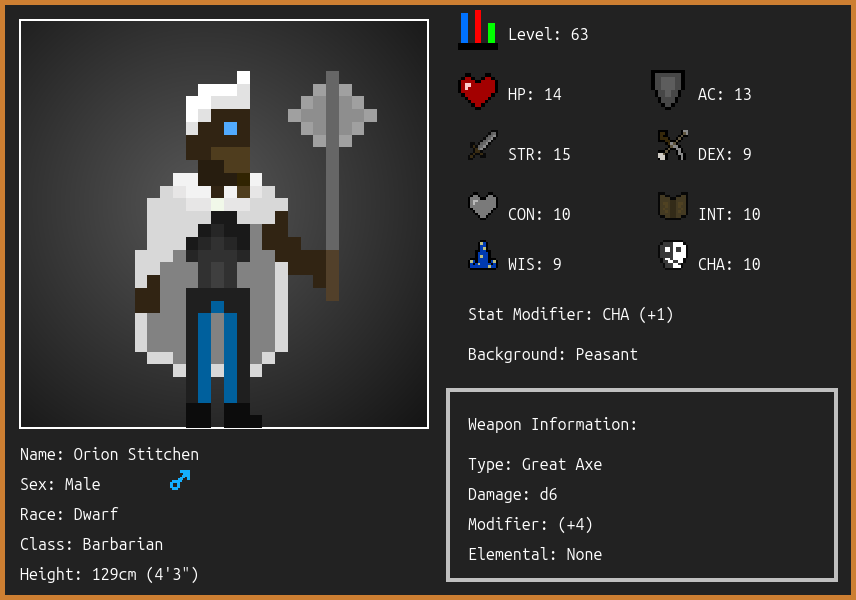 Level: 63
HP: 14
AC: 13
STR: 15
DEX: 9
CON: 10
INT: 10
WIS: 9
CHA: 10
Stat Modifier: CHA (+1)
Background: Peasant
Weapon Information:
Type: Great Axe
Damage: d6
Modifier: (+4)
Elemental: None
Name: Orion Stitchen
Sex: Male
Race: Dwarf
Class: Barbarian
Height: 129cm (4'3")